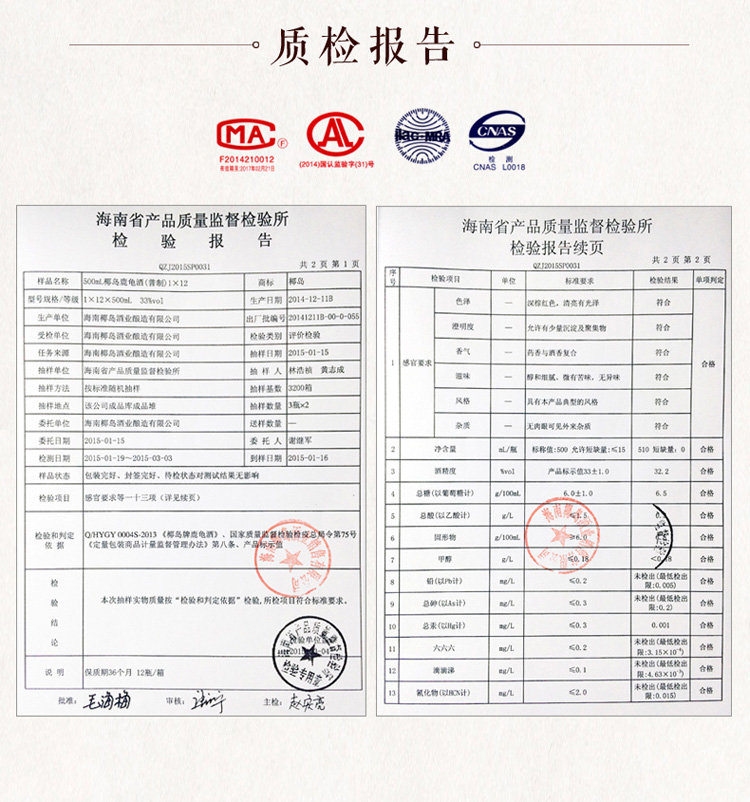 质检报告
MA
F
F2014210012
有效期限:2017年02月21日
AL
(2014)国认监验字(31)号
ilac-MRA
CNAS
检 测
CNAS L0018
海南省产品质量监督检验所
检 验 报 告
QZJ2015SP0031 共 2 页 第 1 页
样品名称 500mL椰岛鹿龟酒(普制)1×12 商标 椰岛
型号规格/等级 1×12×500mL 33%vol 生产日期 2014-12-11B
生产单位 海南椰岛酒业酿造有限公司 出厂批编号 20141211B-00-0-055
受检单位 海南椰岛酒业酿造有限公司 检验类别 评价检验
任务来源 海南椰岛酒业酿造有限公司 抽样日期 2015-01-15
抽样单位 海南省产品质量监督检验所 抽 样 人 林浩桢 黄志成
抽样方法 按标准随机抽样 抽样基数 3200箱
抽样地点 该公司成品库成品堆 抽样数量 3瓶×2
委托单位 海南椰岛酒业酿造有限公司 送样数量 —
委托日期 2015-01-15 委 托 人 谢继军
检测日期 2015-01-19~2015-03-03 到样日期 2015-01-16
样品状态 包装完好、封签完好、待检状态对测试结果无影响
检验项目 感官要求等一十三项（详见续页）
检验和判定依据 Q/HYGY 0004S-2013《椰岛牌鹿龟酒》、国家质量监督检验检疫总局令第75号
《定量包装商品计量监督管理办法》第八条、产品标示值
检验结论 本次抽样实物质量按“检验和判定依据”检验,所检项目符合标准要求。
检验单位
检验专用章
说 明 保质期36个月 12瓶/箱
批准: 审核: 主检:
海南省产品质量监督检验所
检验报告续页
QZJ2015SP0031 共 2 页 第 2 页
序号 检验项目 单位 标准要求 检验结果 单项判定
1 感官要求 色泽 — 深棕红色，清亮有光泽 符合 合格
澄明度 — 允许有少量沉淀及聚集物 符合
香气 — 药香与酒香复合 符合
滋味 — 醇和细腻、微有苦味、无异味 符合
风格 — 具有本产品典型的风格 符合
杂质 — 无肉眼可见外来杂质 符合
2 净含量 mL/瓶 标称值:500 允许短缺量:≤15 510 短缺量: 0 合格
3 酒精度 %vol 产品标示值33±1.0 32.2 合格
4 总糖(以葡萄糖计) g/100mL 6.0±1.0 6.5 合格
5 总酸(以乙酸计) g/L ≤1.5 合格
6 固形物 g/100mL ≥6.0 合格
7 甲醇 g/L ≤0.18 合格
8 铅(以Pb计) mg/L ≤0.2 未检出(最低检出限:0.005) 合格
9 总砷(以As计) mg/L ≤0.3 未检出(最低检出限:0.2) 合格
10 总汞(以Hg计) mg/L ≤0.3 0.001 合格
11 六六六 mg/L ≤0.2 未检出(最低检出限:3.15×10⁻⁴) 合格
12 滴滴涕 mg/L ≤0.1 未检出(最低检出限:4.63×10⁻³) 合格
13 氰化物(以HCN计) mg/L ≤2.0 未检出(最低检出限:0.015) 合格